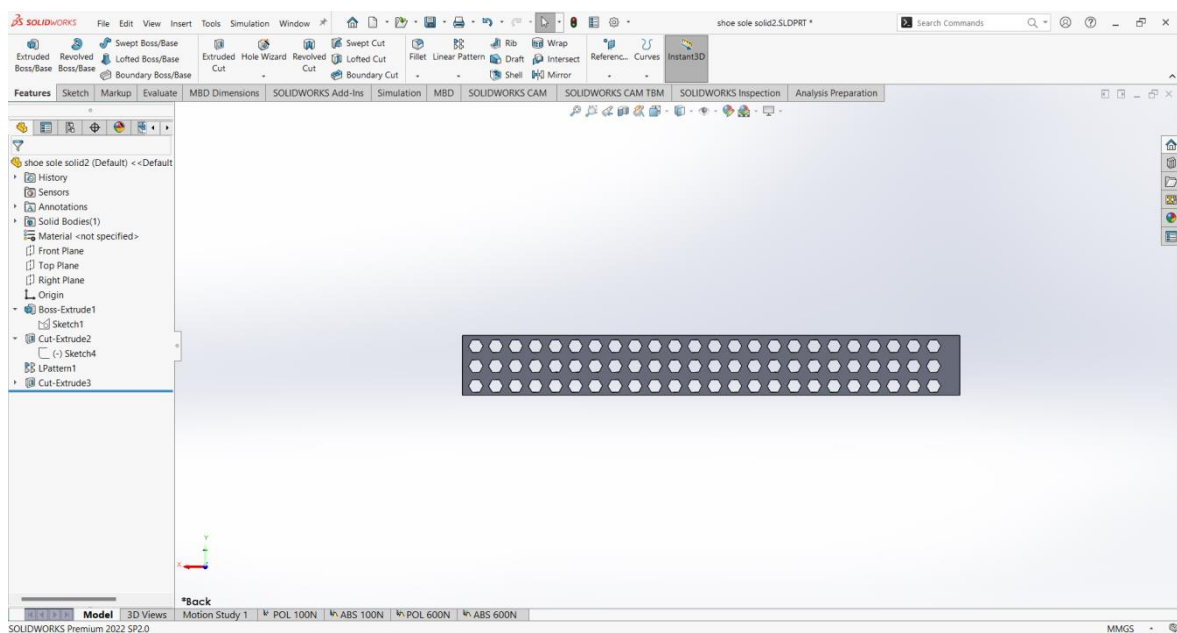 SOLIDWORKS File Edit View Insert Tools Simulation Window shoe sole solid2.SLDPRT * Search Commands
Extruded Boss/Base Revolved Boss/Base Swept Boss/Base Lofted Boss/Base Boundary Boss/Base Extruded Cut Hole Wizard Revolved Cut Swept Cut Lofted Cut Boundary Cut Fillet Linear Pattern Rib Draft Shell Wrap Intersect Mirror Referenc... Curves Instant3D
Features Sketch Markup Evaluate MBD Dimensions SOLIDWORKS Add-Ins Simulation MBD SOLIDWORKS CAM SOLIDWORKS CAM TBM SOLIDWORKS Inspection Analysis Preparation
shoe sole solid2 (Default) <<Default
History
Sensors
Annotations
Solid Bodies(1)
Material <not specified>
Front Plane
Top Plane
Right Plane
Origin
Boss-Extrude1
Sketch1
Cut-Extrude2
(-) Sketch4
LPattern1
Cut-Extrude3
Y
X
*Back
Model 3D Views Motion Study 1 POL 100N ABS 100N POL 600N ABS 600N
SOLIDWORKS Premium 2022 SP2.0 MMGS